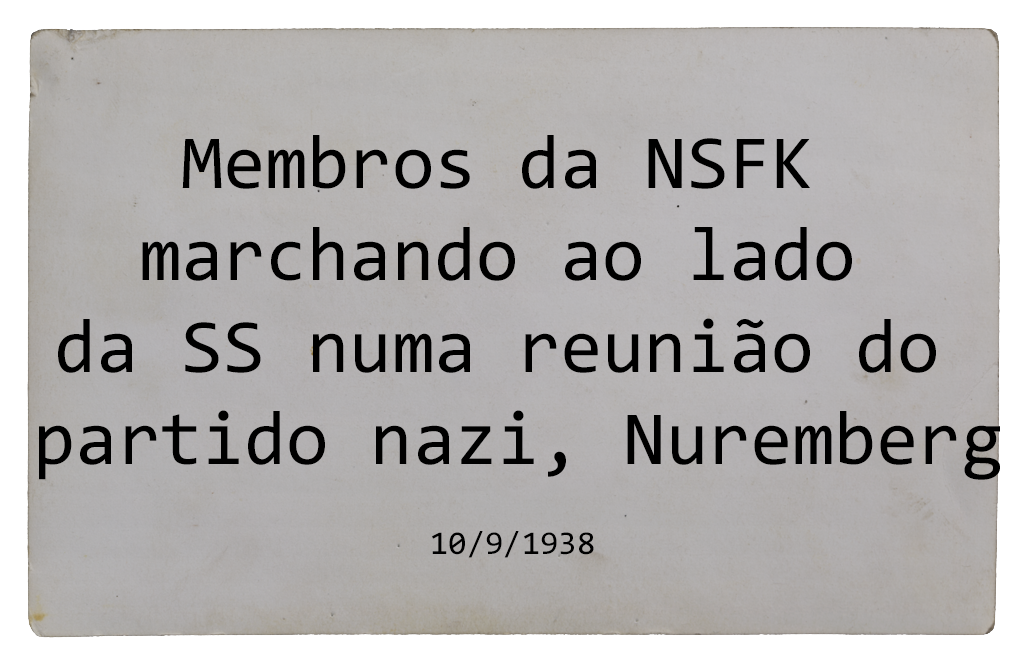 Membros da NSFK
marchando ao lado
da SS numa reunião do
partido nazi, Nuremberg
10/9/1938